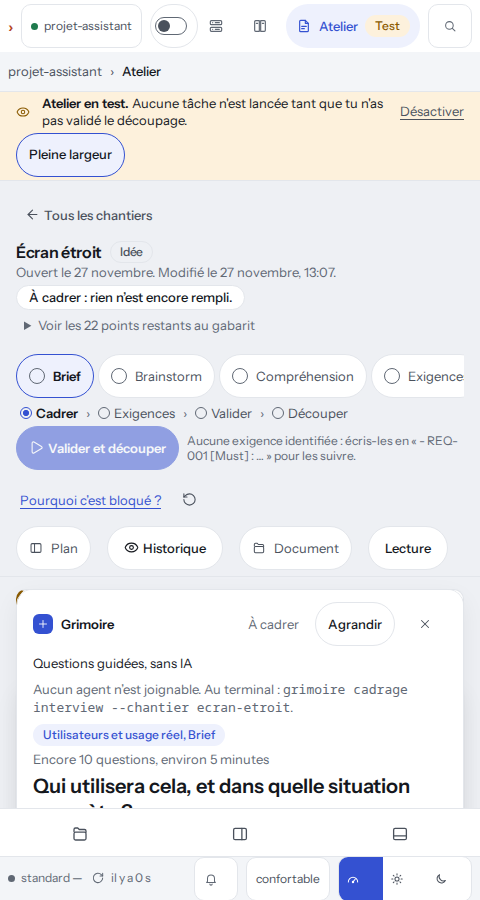 › projet-assistant Atelier Test
projet-assistant › Atelier
Atelier en test. Aucune tâche n'est lancée tant que tu n'as
pas validé le découpage.
Désactiver
Pleine largeur
← Tous les chantiers
Écran étroit Idée
Ouvert le 27 novembre. Modifié le 27 novembre, 13:07.
À cadrer : rien n'est encore rempli.
▶ Voir les 22 points restants au gabarit
Brief Brainstorm Compréhension Exigence
Cadrer › Exigences › Valider › Découper
Valider et découper
Aucune exigence identifiée : écris-les en « - REQ-
001 [Must] : … » pour les suivre.
Pourquoi c'est bloqué ?
Plan Historique Document Lecture
Grimoire À cadrer Agrandir
Questions guidées, sans IA
Aucun agent n'est joignable. Au terminal : grimoire cadrage
interview --chantier ecran-etroit.
Utilisateurs et usage réel, Brief
Encore 10 questions, environ 5 minutes
Qui utilisera cela, et dans quelle situation
standard — il y a 0 s confortable